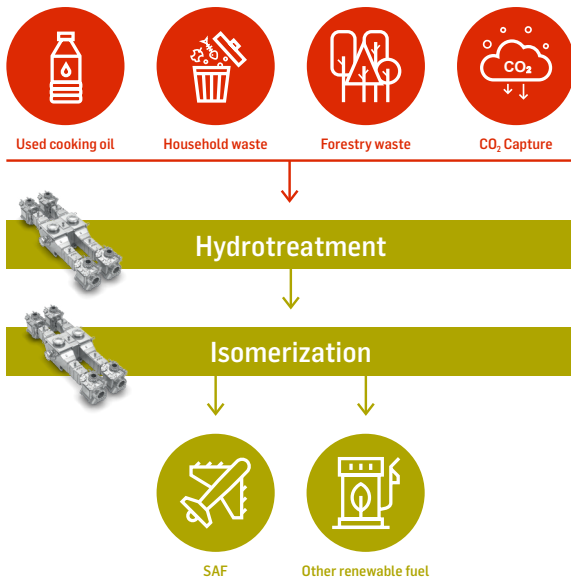 CO₂
Used cooking oil
Household waste
Forestry waste
CO₂ Capture
Hydrotreatment
Isomerization
SAF
Other renewable fuel